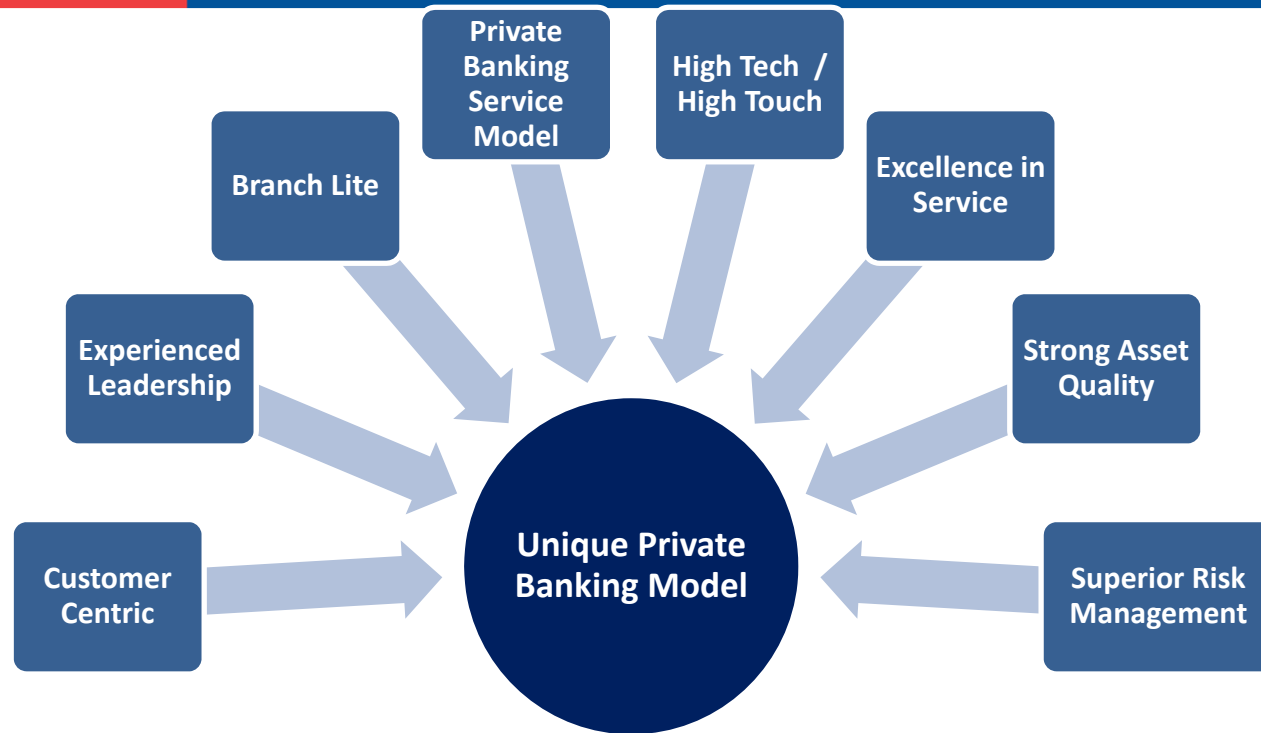 Private
Banking
Service
Model
High Tech /
High Touch
Branch Lite
Excellence in
Service
Experienced
Leadership
Strong Asset
Quality
Customer
Centric
Unique Private
Banking Model
Superior Risk
Management